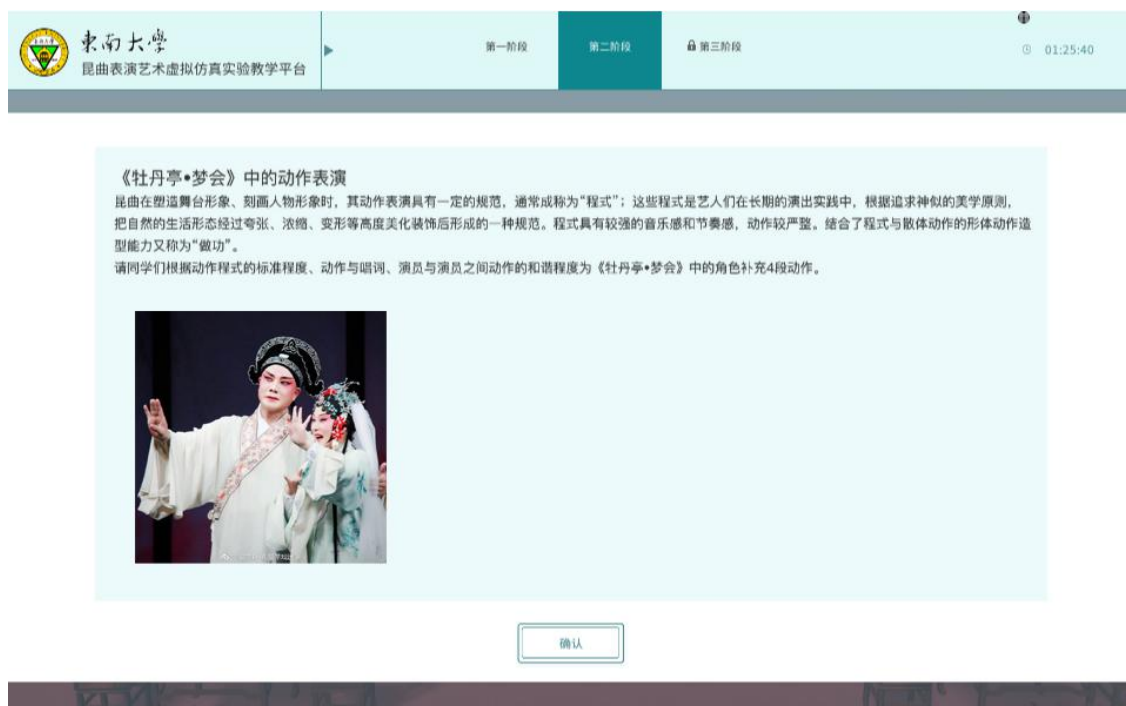 東南大學
昆曲表演艺术虚拟仿真实验教学平台
第一阶段
第二阶段
第三阶段
01:25:40
《牡丹亭•梦会》中的动作表演
昆曲在塑造舞台形象、刻画人物形象时，其动作表演具有一定的规范，通常成称为“程式”；这些程式是艺人们在长期的演出实践中，根据追求神似的美学原则，
把自然的生活形态经过夸张、浓缩、变形等高度美化装饰后形成的一种规范。程式具有较强的音乐感和节奏感，动作较严整。结合了程式与散体动作的形体动作造
型能力又称为“做功”。
请同学们根据动作程式的标准程度、动作与唱词、演员与演员之间动作的和谐程度为《牡丹亭•梦会》中的角色补充4段动作。
确认